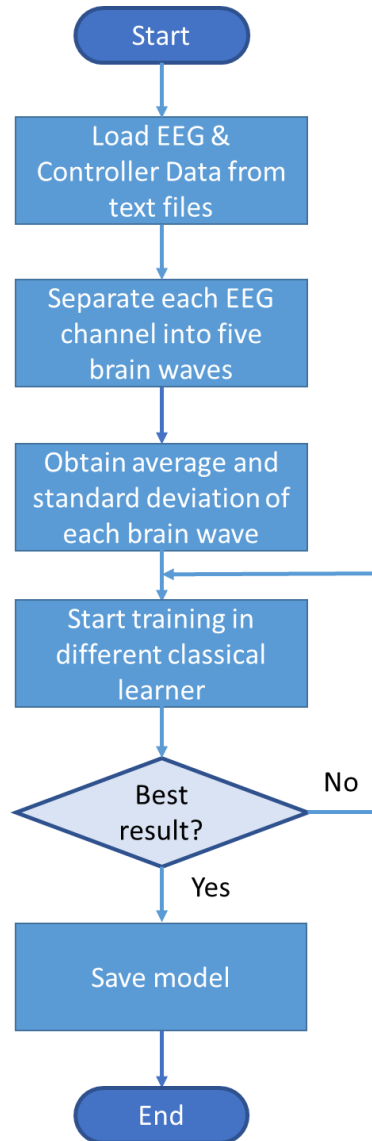 Start
Load EEG &
Controller Data from
text files
Separate each EEG
channel into five
brain waves
Obtain average and
standard deviation of
each brain wave
Start training in
different classical
learner
Best
result?
No
Yes
Save model
End